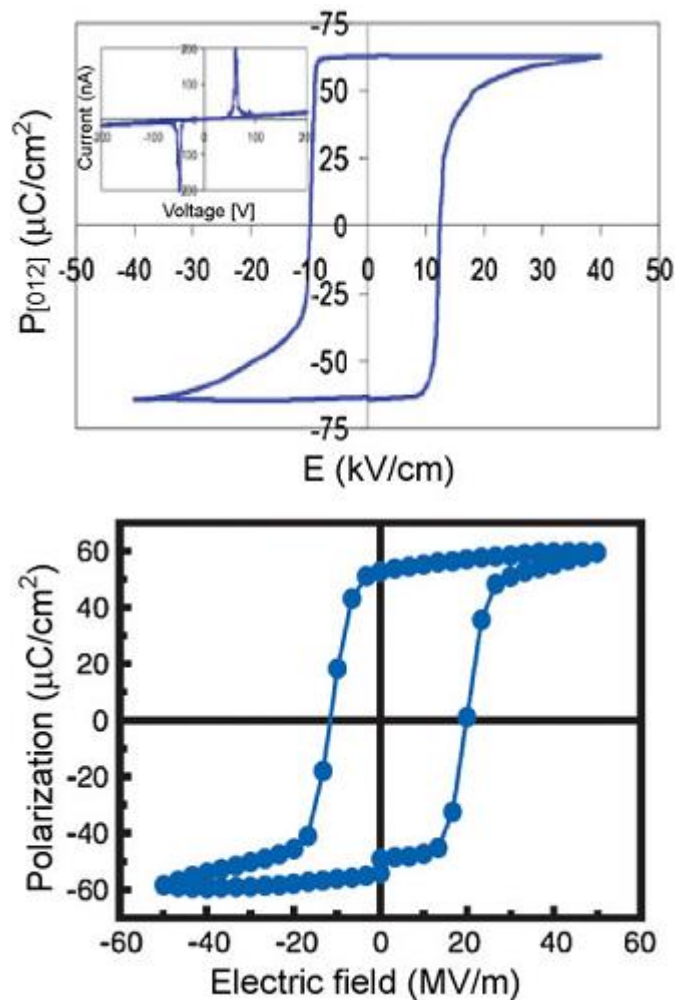 75
200
50
100
Current (nA)
-200 -100 0 100 200
25
100
200
Voltage [V]
0
P[012] (μC/cm²)
-50 -40 -30 -20 -10 0 10 20 30 40 50
-25
-50
-75
E (kV/cm)
60
40
20
0
Polarization (μC/cm²)
-20
-40
-60
-60 -40 -20 0 20 40 60
Electric field (MV/m)